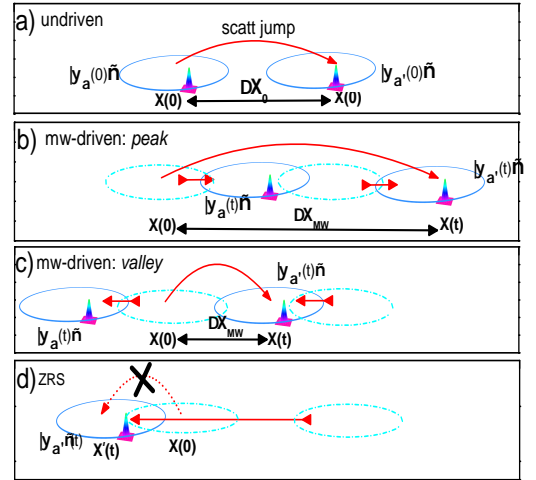 a) undriven
scatt jump
|y_a(0)ñ
|y_a'(0)ñ
DX_0
X(0)
X(0)
b) mw-driven: peak
|y_a(t)ñ
|y_a'(t)ñ
X(0)
DX_MW
X(t)
c) mw-driven: valley
|y_a'(t)ñ
|y_a(t)ñ
X(0)
DX_MW
X(t)
d) ZRS
|y_a'ñ(t)
X'(t)
X(0)